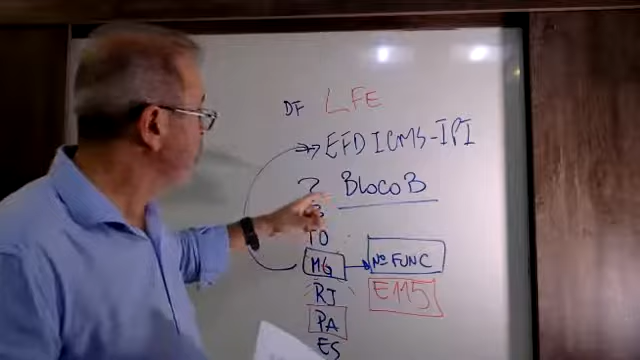 DF LFE
EFD ICMS-IPI
? Bloco B
TO
MG Nº FUNC
RJ E115
PA
ES